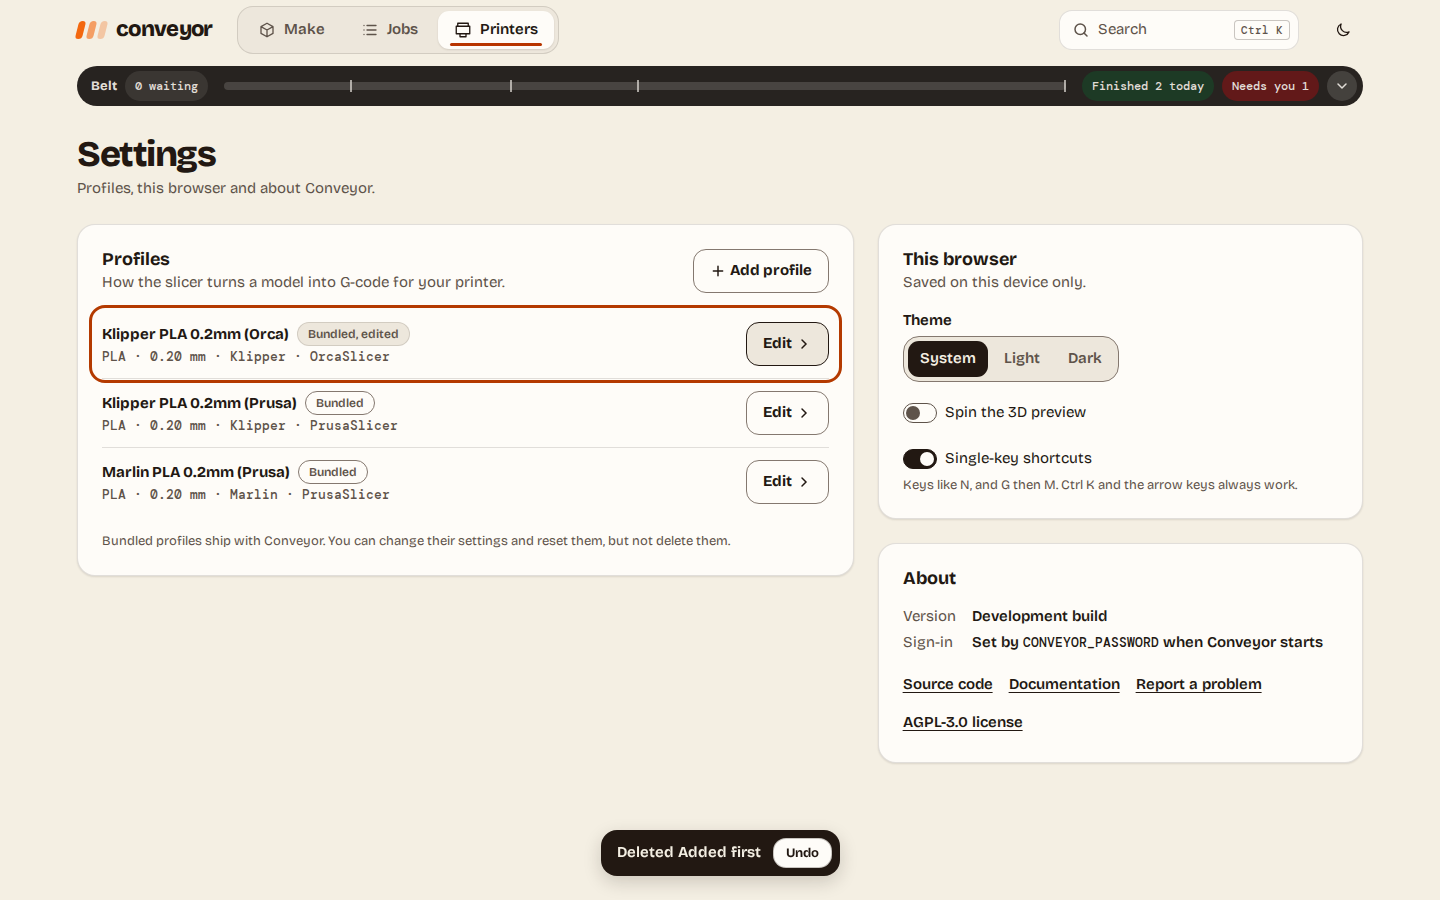 conveyor
Make
Jobs
Printers
Search
Ctrl K
Belt
0 waiting
Finished 2 today
Needs you 1
Settings
Profiles, this browser and about Conveyor.
Profiles
How the slicer turns a model into G-code for your printer.
Add profile
Klipper PLA 0.2mm (Orca)
Bundled, edited
PLA · 0.20 mm · Klipper · OrcaSlicer
Edit
Klipper PLA 0.2mm (Prusa)
Bundled
PLA · 0.20 mm · Klipper · PrusaSlicer
Edit
Marlin PLA 0.2mm (Prusa)
Bundled
PLA · 0.20 mm · Marlin · PrusaSlicer
Edit
Bundled profiles ship with Conveyor. You can change their settings and reset them, but not delete them.
This browser
Saved on this device only.
Theme
System
Light
Dark
Spin the 3D preview
Single-key shortcuts
Keys like N, and G then M. Ctrl K and the arrow keys always work.
About
Version Development build
Sign-in Set by CONVEYOR_PASSWORD when Conveyor starts
Source code Documentation Report a problem
AGPL-3.0 license
Deleted Added first
Undo